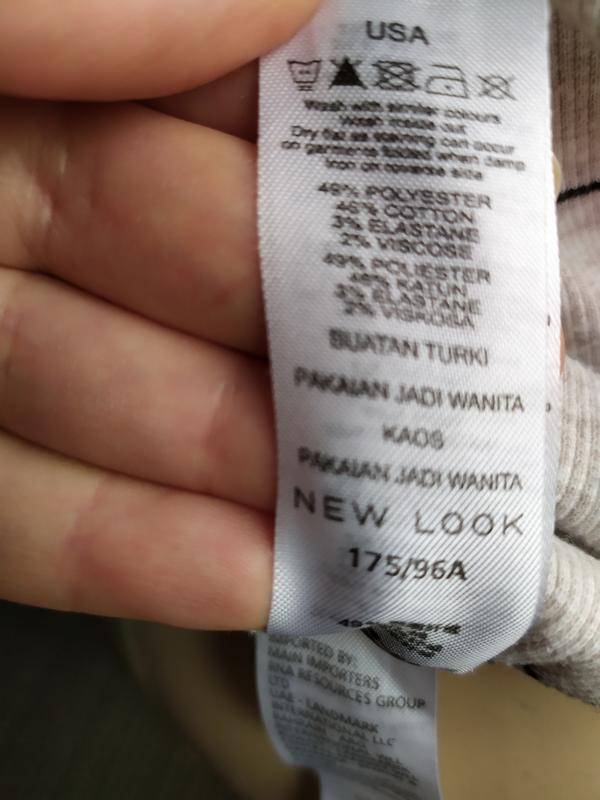 USA
Wash with similar colours
Wash inside out
Dry flat as staining can occur
on garments folded when damp
Iron on reverse side
49% POLYESTER
46% COTTON
3% ELASTANE
2% VISCOSE
49% POLIESTER
46% KATUN
3% ELASTANE
2% VISKOSA
BUATAN TURKI
PAKAIAN JADI WANITA
KAOS
PAKAIAN JADI WANITA
NEW LOOK
175/96A
IMPORTED BY:
MAIN IMPORTERS
RNA RESOURCES GROUP
LTD
UAE - LANDMARK
INTERNATIONAL LLC